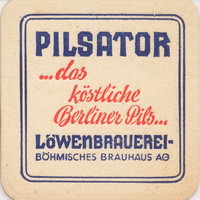 PILSATOR
...das
köstliche
Berliner Pils...
LÖWENBRAUEREI-
BÖHMISCHES BRAUHAUS AG